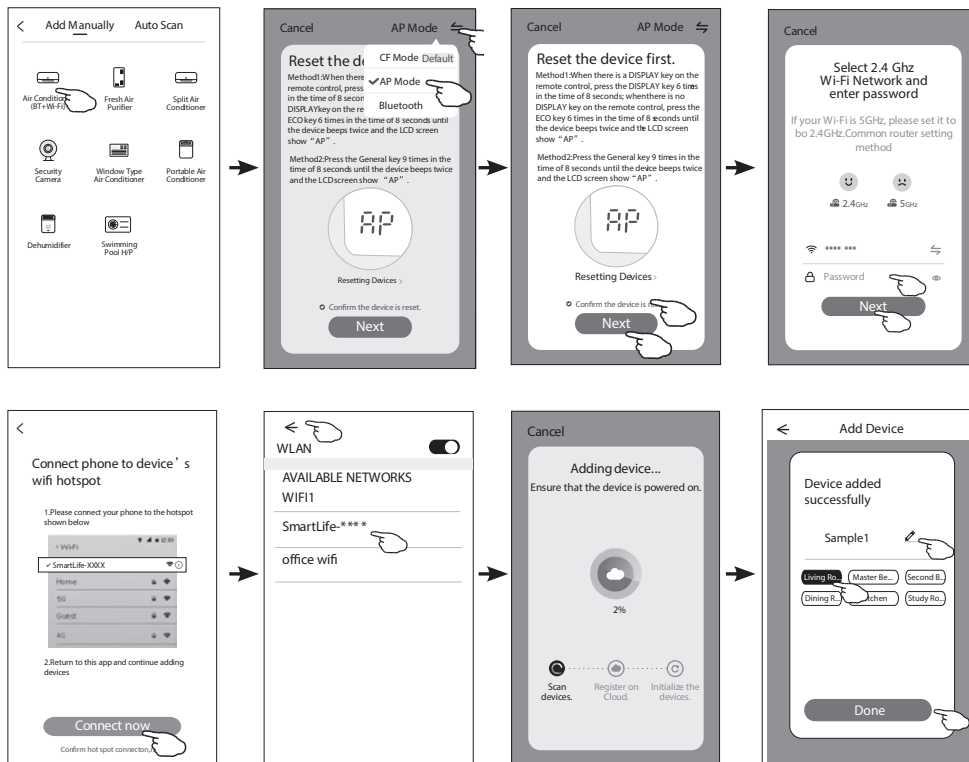 Add Manually Auto Scan
Air Condition
(BT+Wi-Fi)
Fresh Air
Purifier
Split Air
Conditioner
Security
Camera
Window Type
Air Conditioner
Portable Air
Conditioner
Dehumidifier
Swimming
Pool H/P
Cancel AP Mode
Reset the de
CF Mode Default
AP Mode
Bluetooth
Method1:When there
remote control, press
in the time of 8 secon
DISPLAYkey on the re
ECO key 6 times in the time of 8 seconds until
the device beeps twice and the LCD screen
show “AP” .
Method2:Press the General key 9 times in the
time of 8 seconds until the device beeps twice
and the LCDscreen show “AP” .
AP
Resetting Devices >
Confirm the device is reset.
Next
Cancel AP Mode
Reset the device first.
Method1:When there is a DISPLAY key on the
remote control, press the DISPLAY key 6 times
in the time of 8 seconds; whenthere is no
DISPLAY key on the remote control, press the
ECO key 6 times in the time of 8 seconds until
the device beeps twice and the LCD screen
show “AP” .
Method2:Press the General key 9 times in the
time of 8 seconds until the device beeps twice
and the LCD screen show “AP” .
AP
Resetting Devices >
Confirm the device is
Next
Cancel
Select 2.4 Ghz
Wi-Fi Network and
enter password
If your Wi-Fi is 5GHz, please set it to
bo 2.4GHz.Common router setting
method
2.4GHz 5GHz
**** ***
Password
Next
Connect phone to device’s
wifi hotspot
1.Please connect your phone to the hotspot
shown below
< Wi-Fi
SmartLife-XXXX
Home
5G
Guest
4G
2.Return to this app and continue adding
devices
Connect now
Confirm hot spot connecton,
WLAN
AVAILABLE NETWORKS
WIFI1
SmartLife-****
office wifi
Cancel
Adding device...
Ensure that the device is powered on.
2%
Scan
devices.
Register on
Cloud.
Initialize the
devices.
Add Device
Device added
successfully
Sample1
Living Ro... Master Be... Second B...
Dining R... tchen Study Ro...
Done